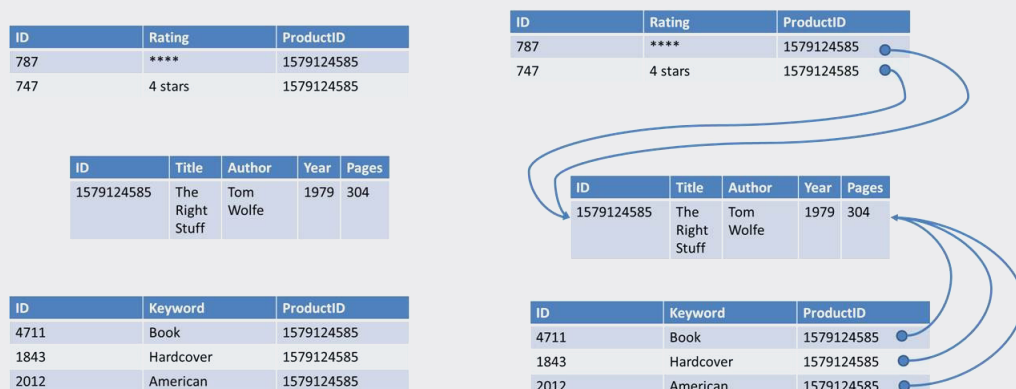 ID Rating ProductID
787 **** 1579124585
747 4 stars 1579124585
ID Title Author Year Pages
1579124585 The Tom 1979 304
Right Wolfe
Stuff
ID Keyword ProductID
4711 Book 1579124585
1843 Hardcover 1579124585
2012 American 1579124585
ID Rating ProductID
787 **** 1579124585
747 4 stars 1579124585
ID Title Author Year Pages
1579124585 The Tom 1979 304
Right Wolfe
Stuff
ID Keyword ProductID
4711 Book 1579124585
1843 Hardcover 1579124585
2012 American 1579124585